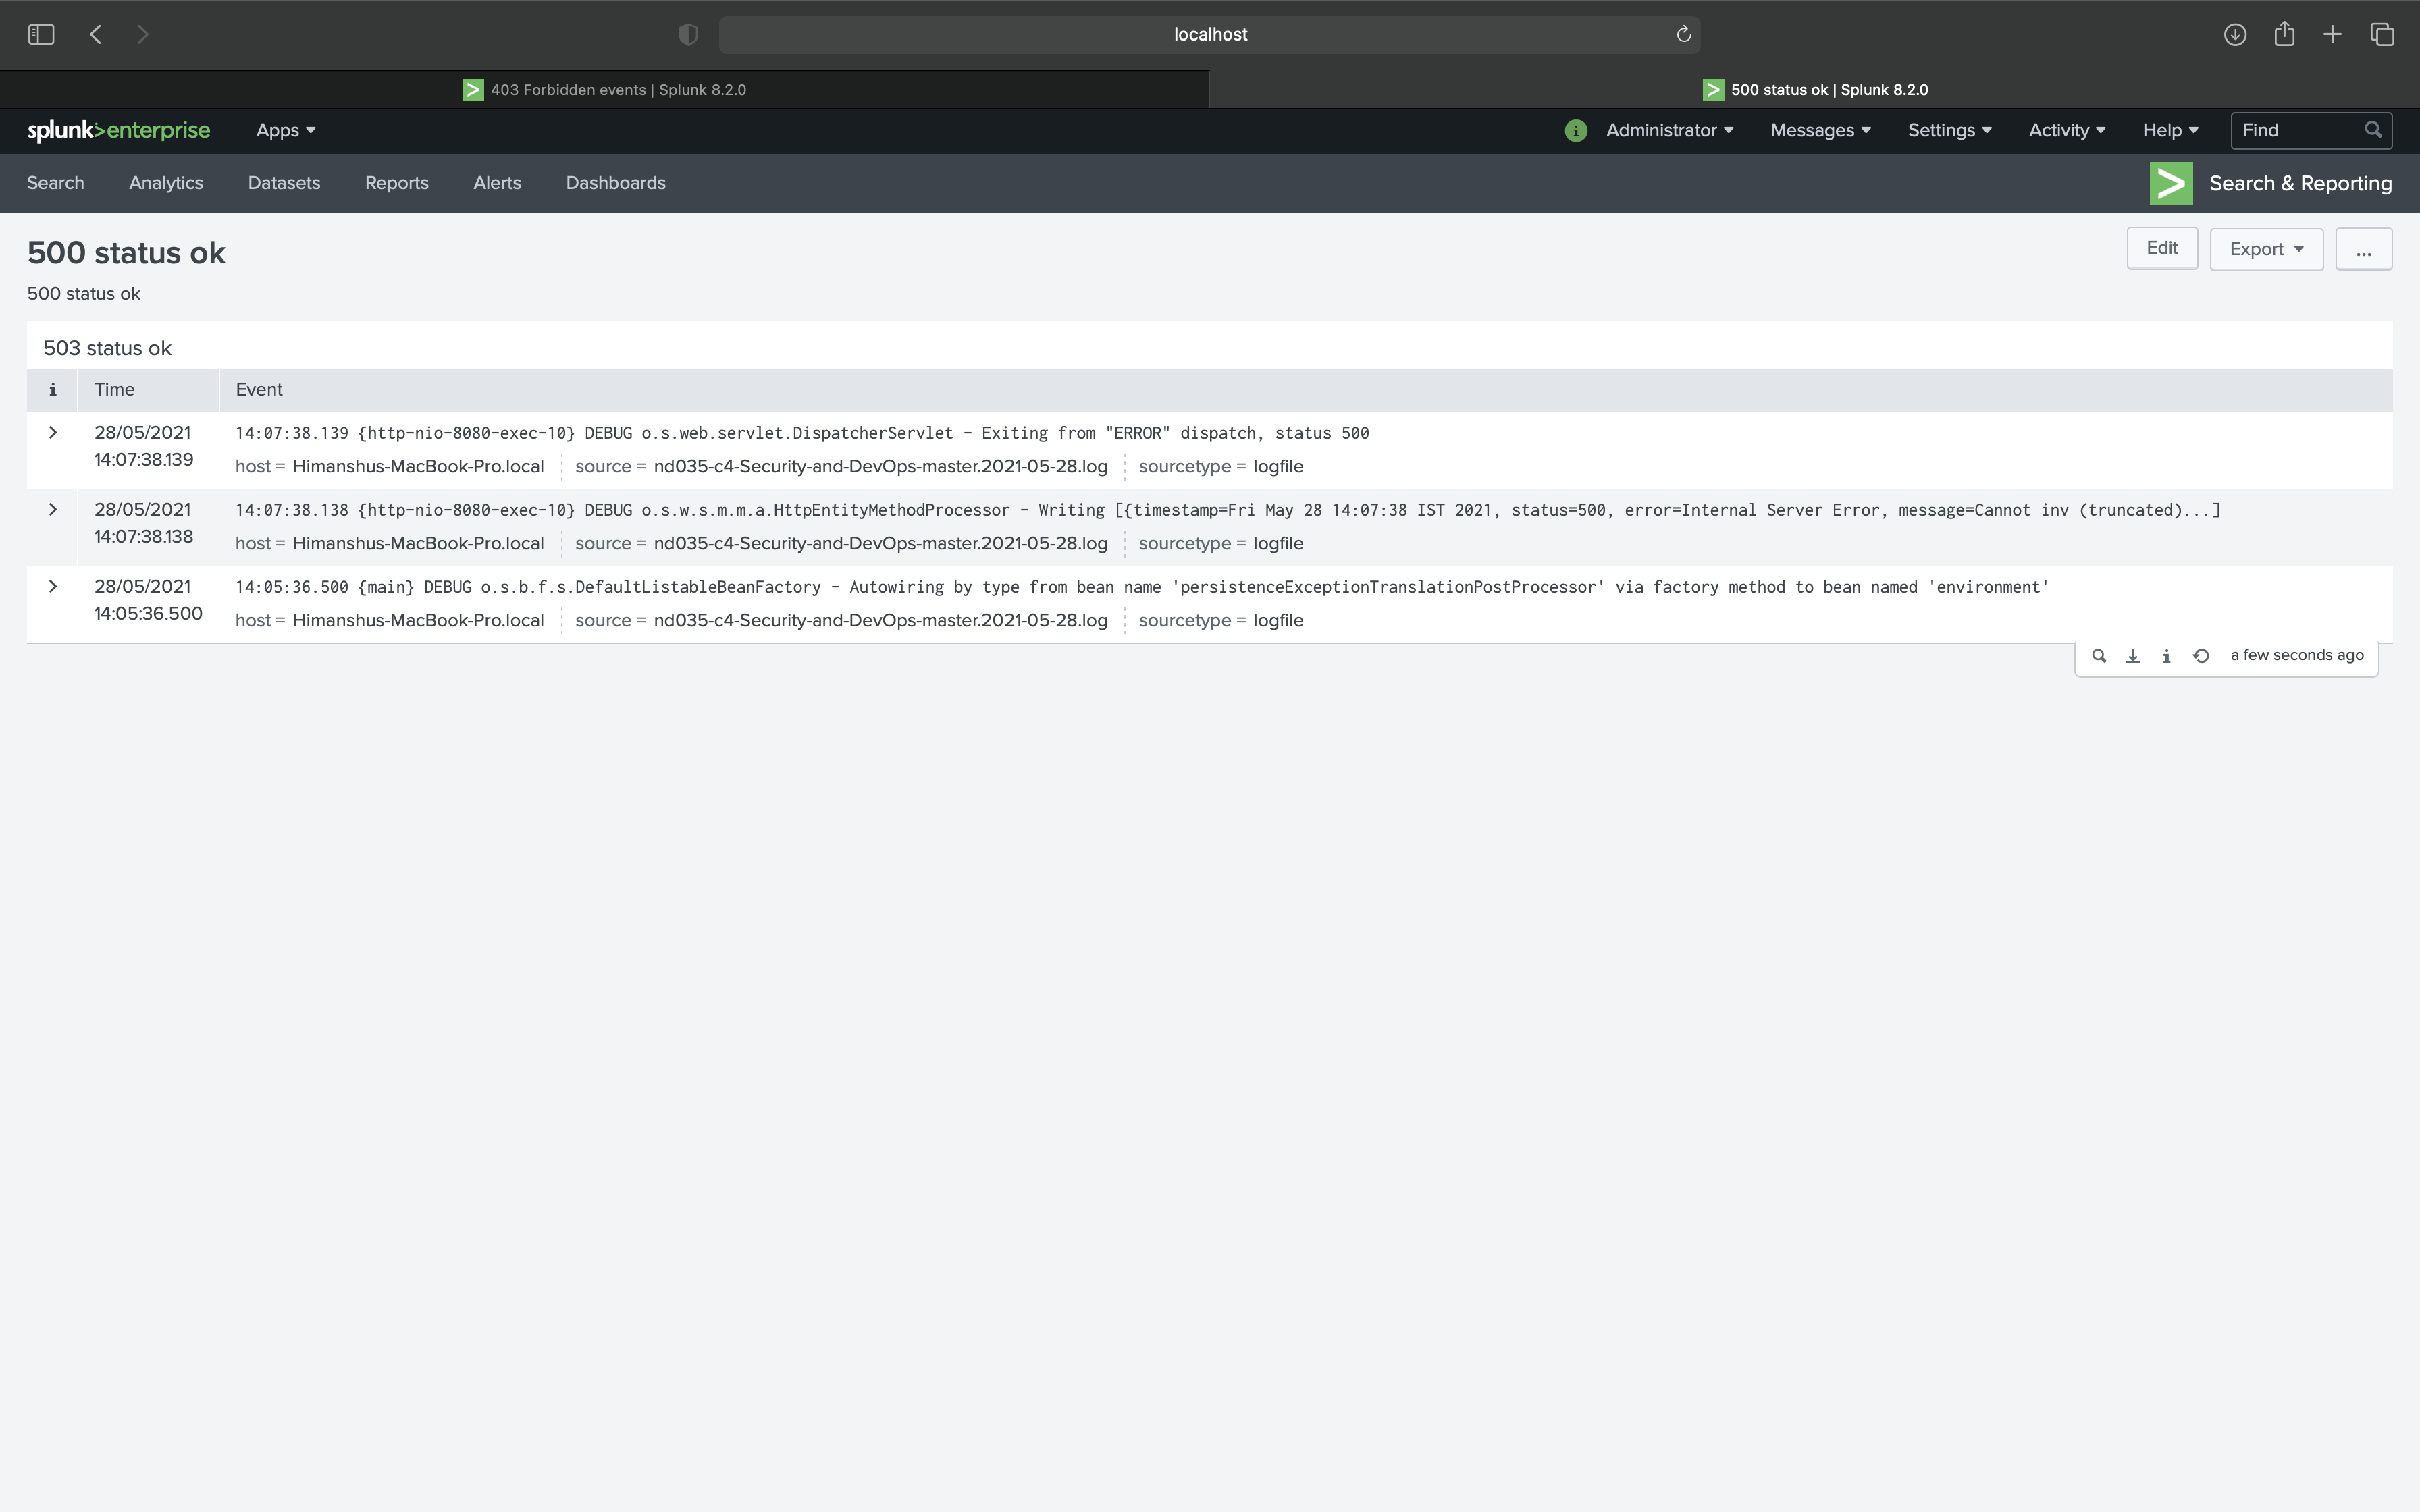 localhost
403 Forbidden events | Splunk 8.2.0
500 status ok | Splunk 8.2.0
splunk>enterprise Apps Administrator Messages Settings Activity Help Find
Search Analytics Datasets Reports Alerts Dashboards Search & Reporting
500 status ok Edit Export ...
500 status ok
503 status ok
i Time Event
28/05/2021 14:07:38.139 {http-nio-8080-exec-10} DEBUG o.s.web.servlet.DispatcherServlet - Exiting from "ERROR" dispatch, status 500
14:07:38.139 host = Himanshus-MacBook-Pro.local source = nd035-c4-Security-and-DevOps-master.2021-05-28.log sourcetype = logfile
28/05/2021 14:07:38.138 {http-nio-8080-exec-10} DEBUG o.s.w.s.m.m.a.HttpEntityMethodProcessor - Writing [{timestamp=Fri May 28 14:07:38 IST 2021, status=500, error=Internal Server Error, message=Cannot inv (truncated)...]
14:07:38.138 host = Himanshus-MacBook-Pro.local source = nd035-c4-Security-and-DevOps-master.2021-05-28.log sourcetype = logfile
28/05/2021 14:05:36.500 {main} DEBUG o.s.b.f.s.DefaultListableBeanFactory - Autowiring by type from bean name 'persistenceExceptionTranslationPostProcessor' via factory method to bean named 'environment'
14:05:36.500 host = Himanshus-MacBook-Pro.local source = nd035-c4-Security-and-DevOps-master.2021-05-28.log sourcetype = logfile
a few seconds ago